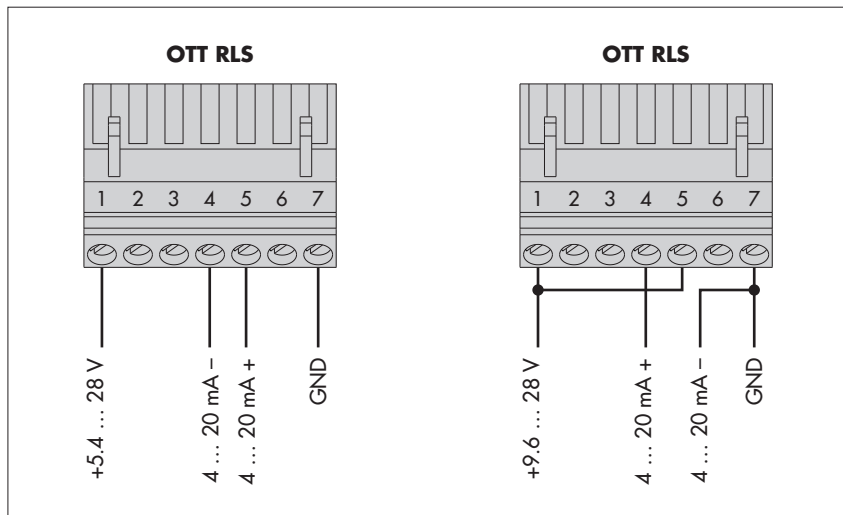 OTT RLS
1 2 3 4 5 6 7
+5.4 ... 28 V
4 ... 20 mA –
4 ... 20 mA +
GND
OTT RLS
1 2 3 4 5 6 7
+9.6 ... 28 V
4 ... 20 mA +
4 ... 20 mA –
GND